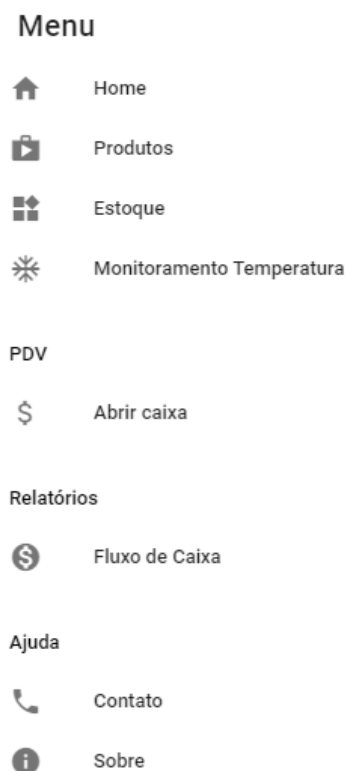 Menu
Home
Produtos
Estoque
Monitoramento Temperatura
PDV
Abrir caixa
Relatórios
Fluxo de Caixa
Ajuda
Contato
Sobre